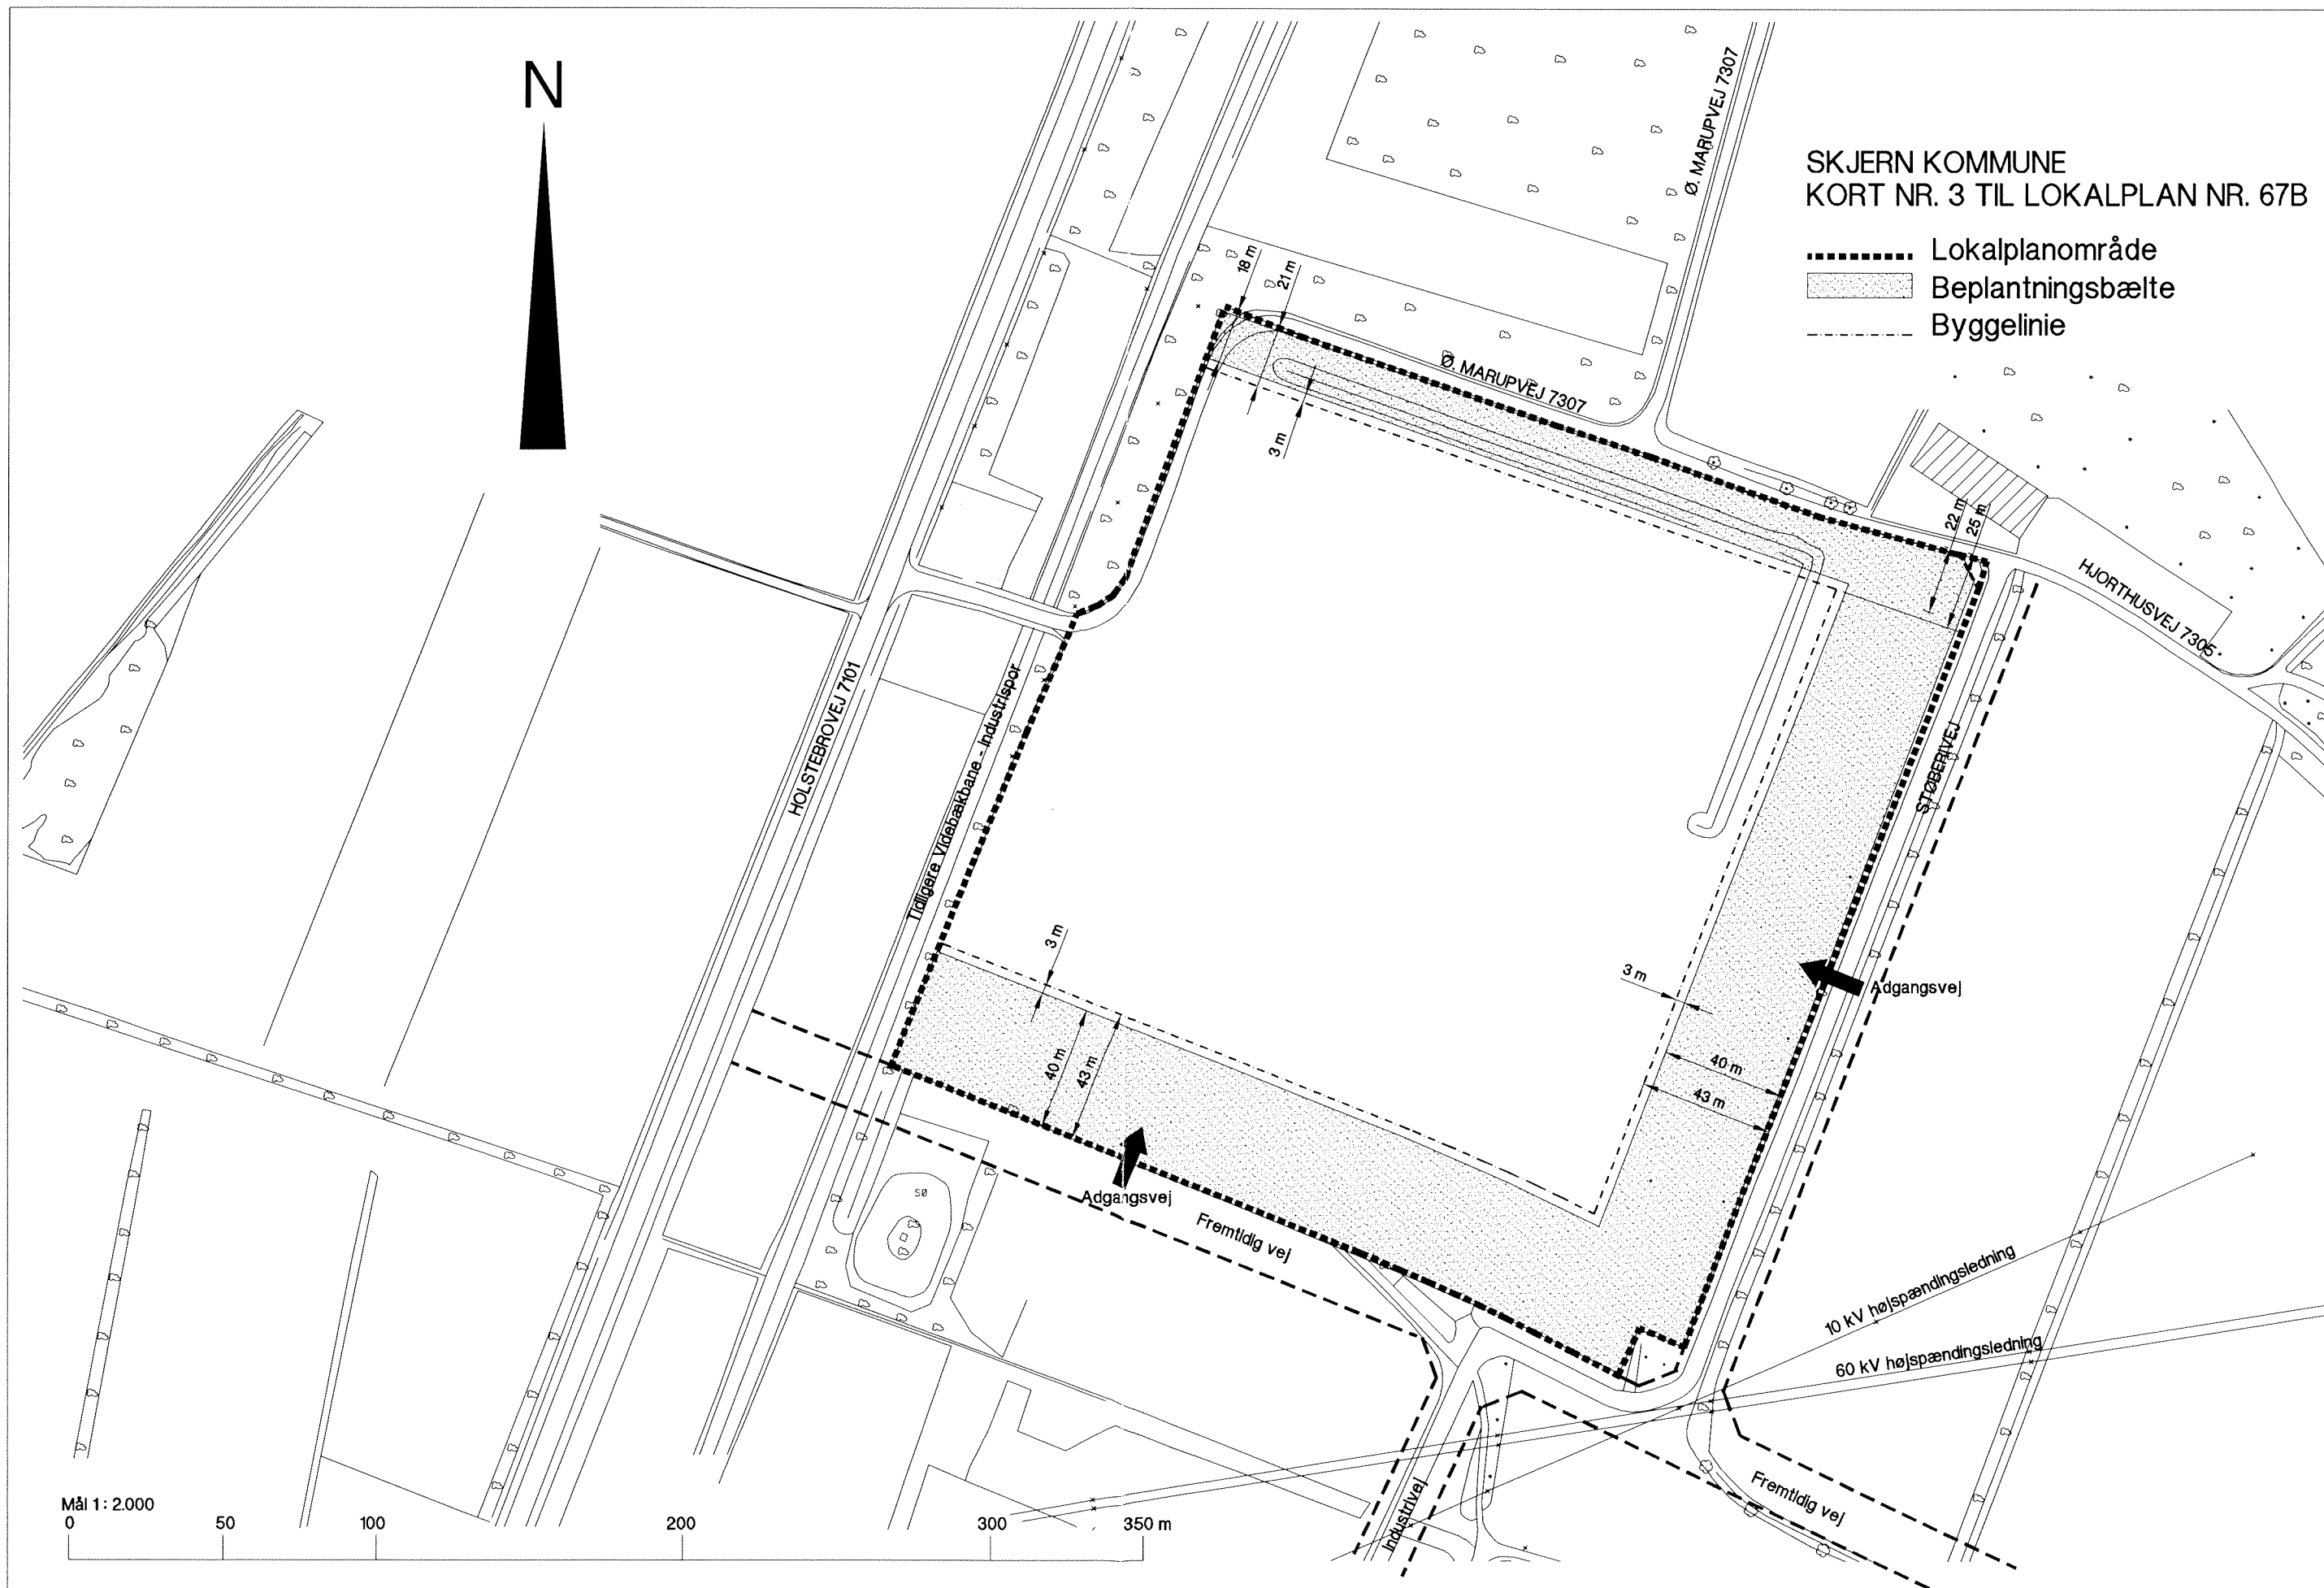 N
SKJERN KOMMUNE
KORT NR. 3 TIL LOKALPLAN NR. 67B
Lokalplanområde
Beplantningsbælte
Byggelinie
Ø. MARUPVEJ 7307
18 m
21 m
Ø. MARUPVEJ 7307
3 m
22 m
25 m
HJORTHUSVEJ 7305
HOLSTEBROVEJ 7101
Tidligere Videbækbane - Industrispor
STØBERIVEJ
3 m
3 m
Adgangsvej
40 m
43 m
40 m
43 m
Adgangsvej
SØ
Fremtidig vej
10 kV højspændingsledning
60 kV højspændingsledning
Industrivej
Fremtidig vej
Mål 1 : 2.000
0 50 100 200 300 350 m